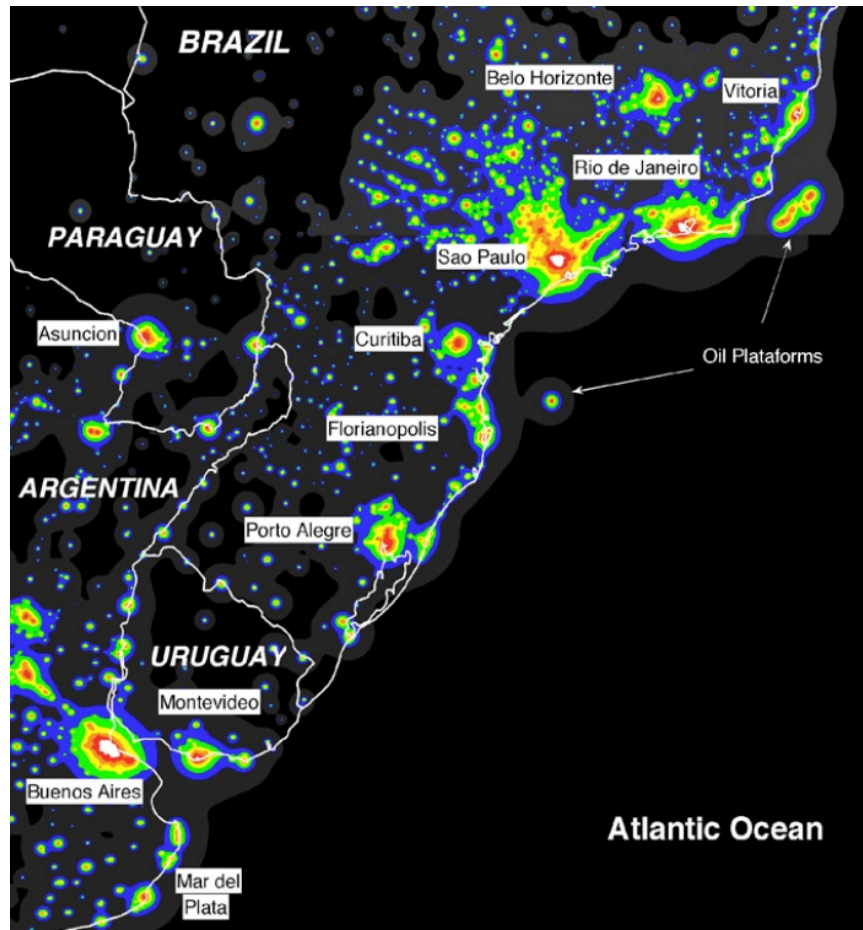 BRAZIL
Belo Horizonte
Vitoria
Rio de Janeiro
PARAGUAY
Sao Paulo
Asuncion
Curitiba
Oil Plataforms
Florianopolis
ARGENTINA
Porto Alegre
URUGUAY
Montevideo
Buenos Aires
Atlantic Ocean
Mar del
Plata